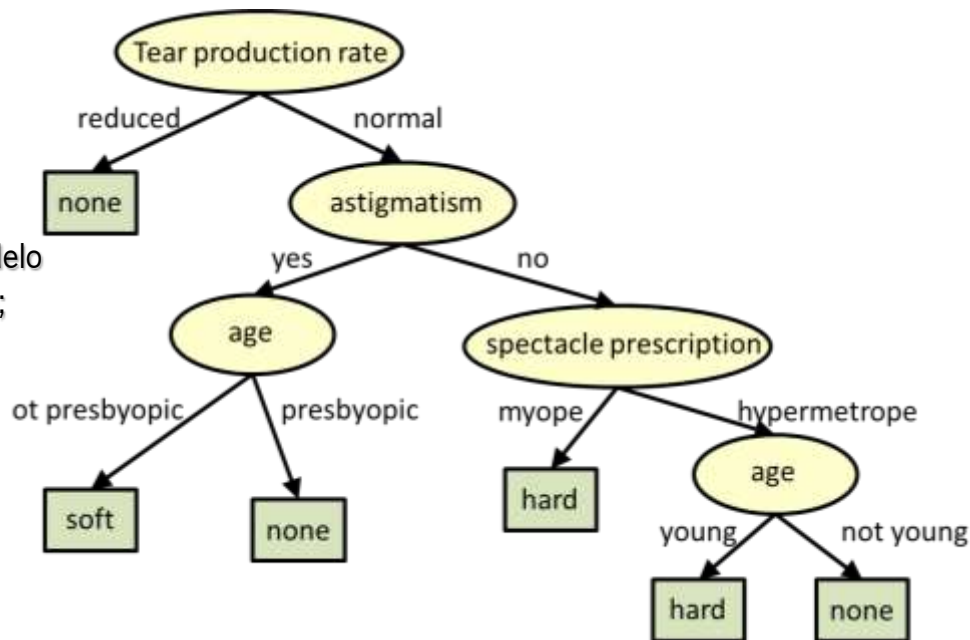 Tear production rate
reduced
normal
none
astigmatism
elo
;
yes
no
age
spectacle prescription
ot presbyopic
presbyopic
myope
hypermetrope
soft
none
hard
age
young
not young
hard
none